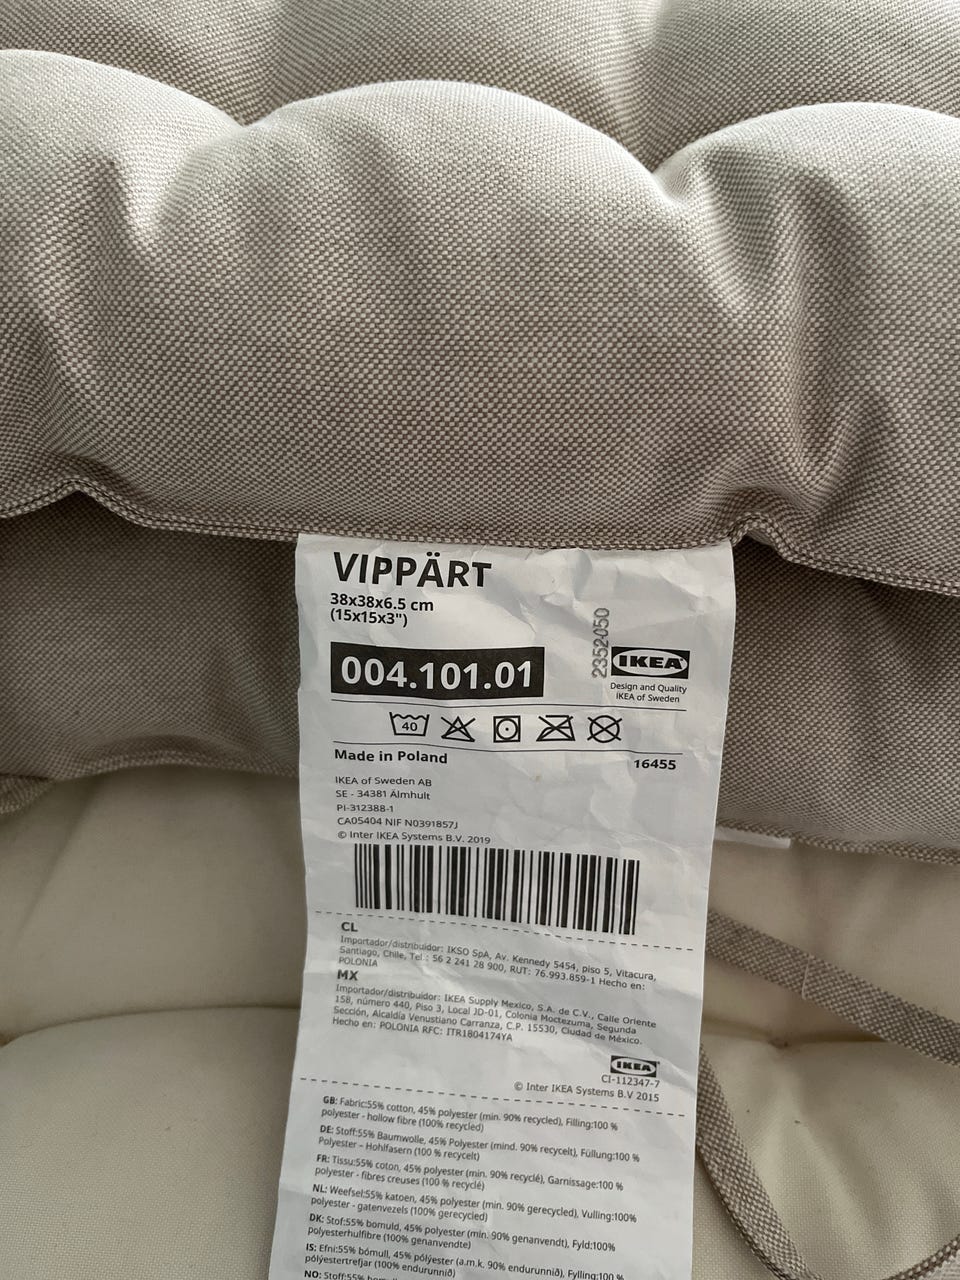 VIPPÄRT
38x38x6.5 cm
(15x15x3")
2352050
004.101.01
IKEA
Design and Quality
IKEA of Sweden
40
Made in Poland
16455
IKEA of Sweden AB
SE - 34381 Älmhult
PI-312388-1
CA05404 NIF N0391857J
© Inter IKEA Systems B.V. 2019
CL
Importador/distribuidor: IKSO SpA, Av. Kennedy 5454, piso 5, Vitacura,
Santiago, Chile, Tel.: 56 2 241 28 900, RUT: 76.993.859-1 Hecho en:
POLONIA
MX
Importador/distribuidor: IKEA Supply Mexico, S.A. de C.V., Calle Oriente
158, número 440, Piso 3, Local JD-01, Colonia Moctezuma, Segunda
Sección, Alcaldía Venustiano Carranza, C.P. 15530, Ciudad de México.
Hecho en: POLONIA RFC: ITR1804174YA
IKEA
CI-112347-7
© Inter IKEA Systems B.V 2015
GB: Fabric:55% cotton, 45% polyester (min. 90% recycled), Filling:100 %
polyester - hollow fibre (100% recycled)
DE: Stoff:55% Baumwolle, 45% Polyester (mind. 90% recycelt), Füllung:100 %
Polyester – Hohlfasern (100 % recycelt)
FR: Tissu:55% coton, 45% polyester (min. 90% recyclé), Garnissage:100 %
polyester - fibres creuses (100 % recyclé)
NL: Weefsel:55% katoen, 45% polyester (min. 90% gerecycled), Vulling:100%
polyester - gatenvezels (100% gerecycled)
DK: Stof:55% bomuld, 45% polyester (min. 90% genanvendt), Fyld:100%
polyesterhulfibre (100% genanvendte)
IS: Efni:55% bómull, 45% pólýester (a.m.k. 90% endurunnið), Fylling:100 %
pólýestertrefjar (100% endurunnið)
NO: Stoff:55%